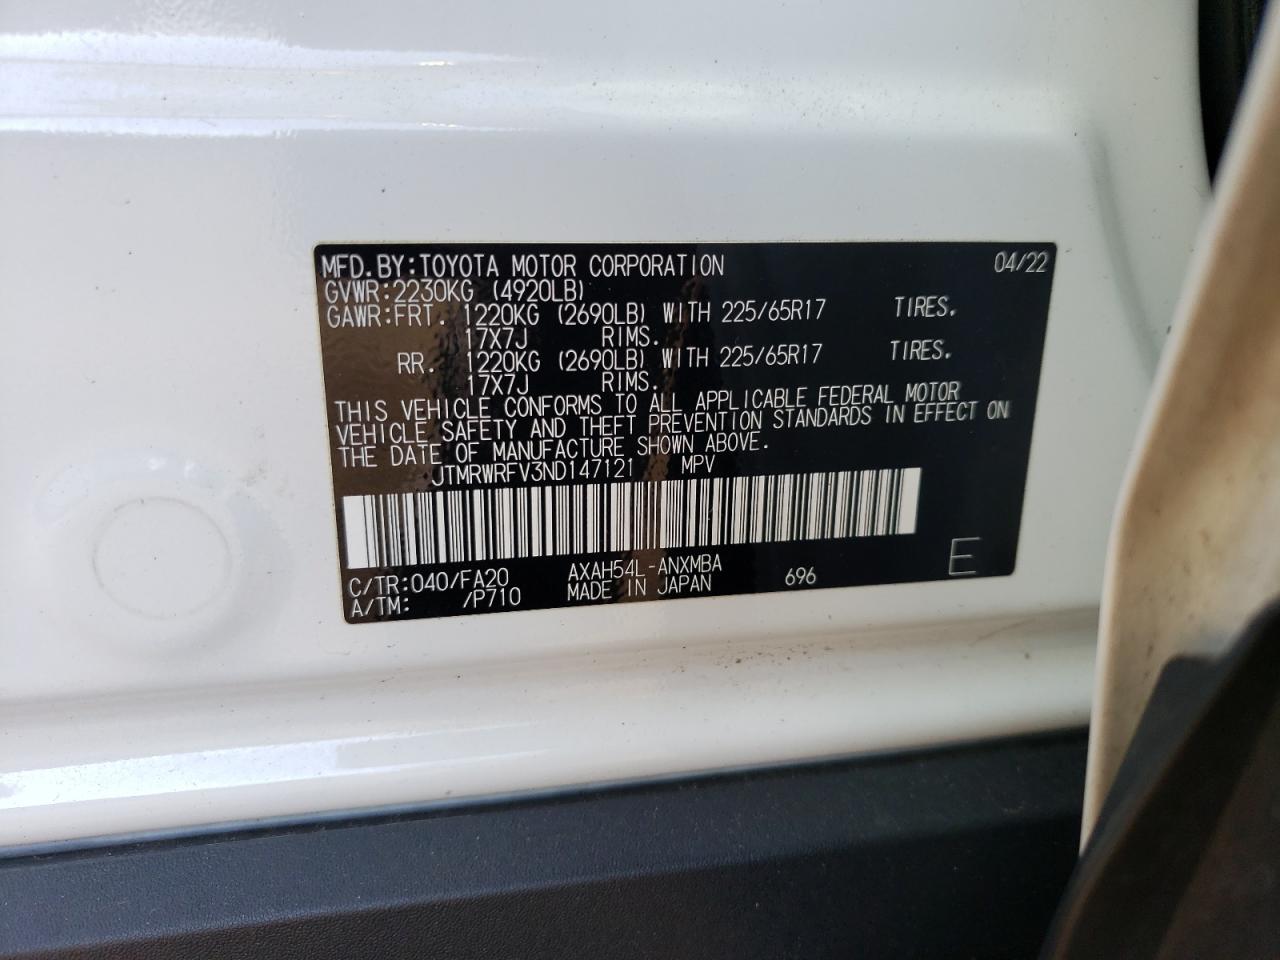 MFD.BY:TOYOTA MOTOR CORPORATION 04/22
GVWR:2230KG (4920LB)
GAWR:FRT. 1220KG (2690LB) WITH 225/65R17 TIRES.
17X7J RIMS.
RR. 1220KG (2690LB) WITH 225/65R17 TIRES.
17X7J RIMS.
THIS VEHICLE CONFORMS TO ALL APPLICABLE FEDERAL MOTOR
VEHICLE SAFETY AND THEFT PREVENTION STANDARDS IN EFFECT ON
THE DATE OF MANUFACTURE SHOWN ABOVE.
JTMRWRFV3ND147121 MPV
C/TR:040/FA20 AXAH54L-ANXMBA 696 E
A/TM: /P710 MADE IN JAPAN